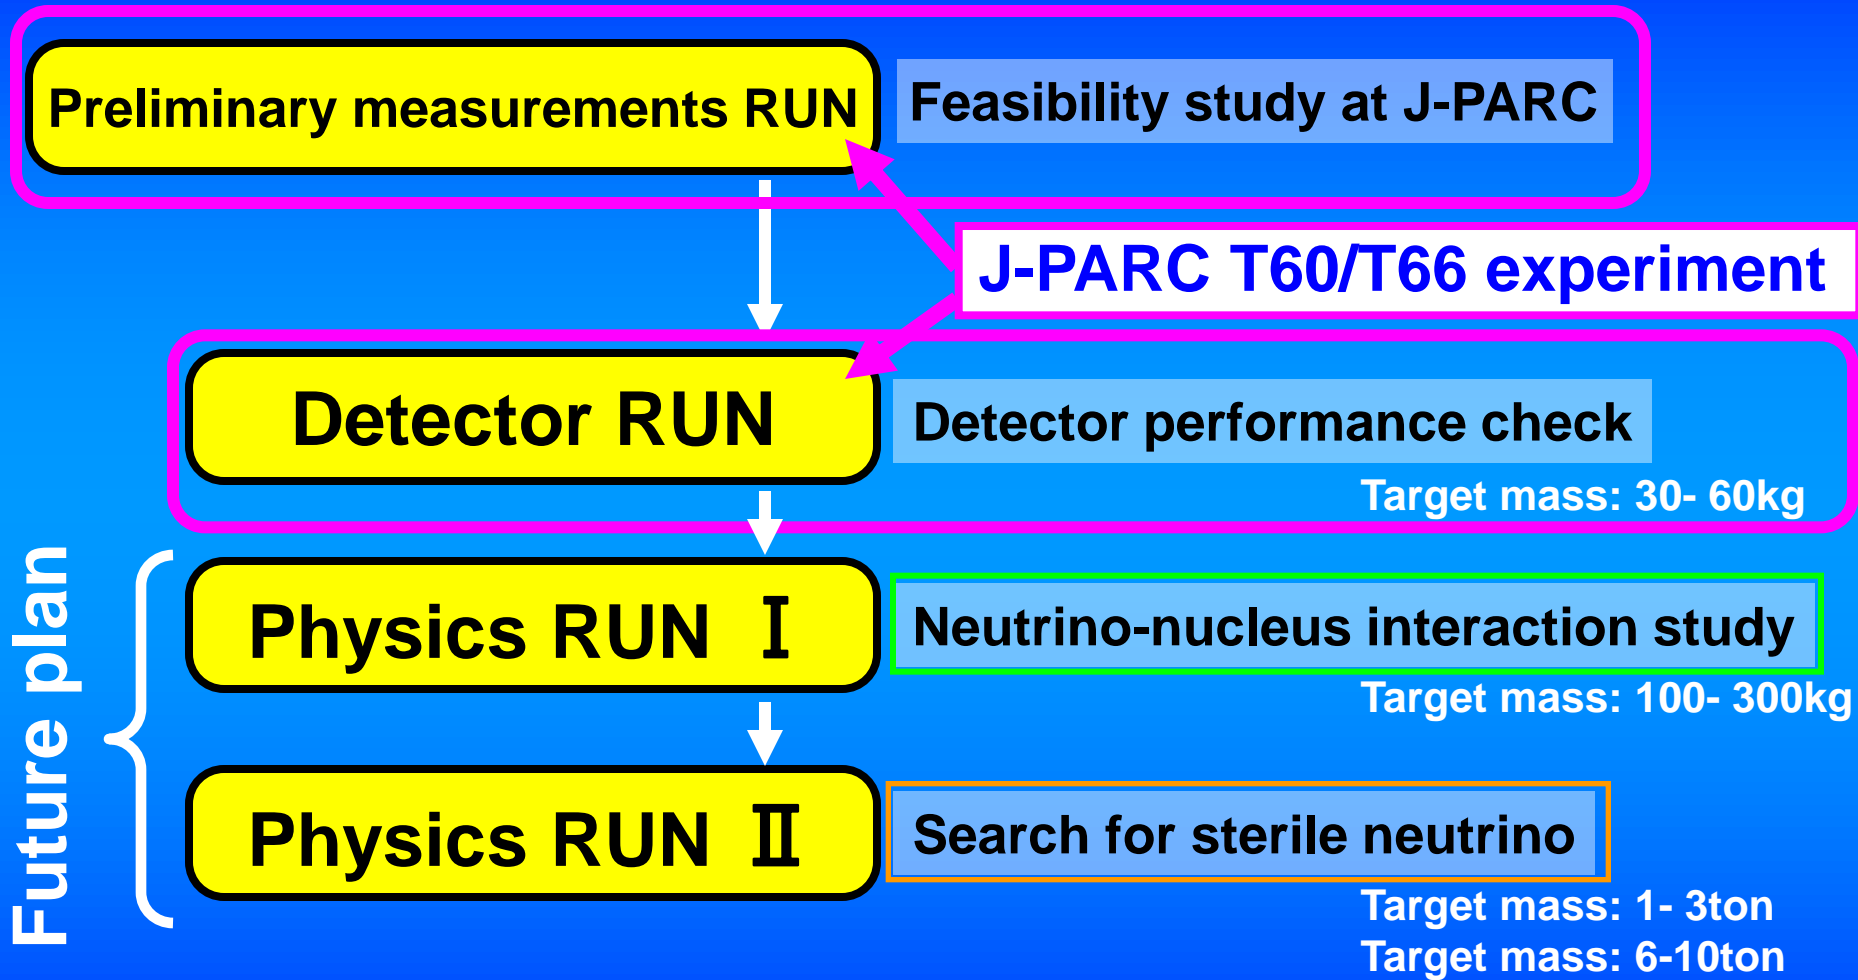 Preliminary measurements RUN
Feasibility study at J-PARC
J-PARC T60/T66 experiment
Detector RUN
Detector performance check
Target mass: 30- 60kg
Future plan
Physics RUN Ⅰ
Neutrino-nucleus interaction study
Target mass: 100- 300kg
Physics RUN Ⅱ
Search for sterile neutrino
Target mass: 1- 3ton
Target mass: 6-10ton